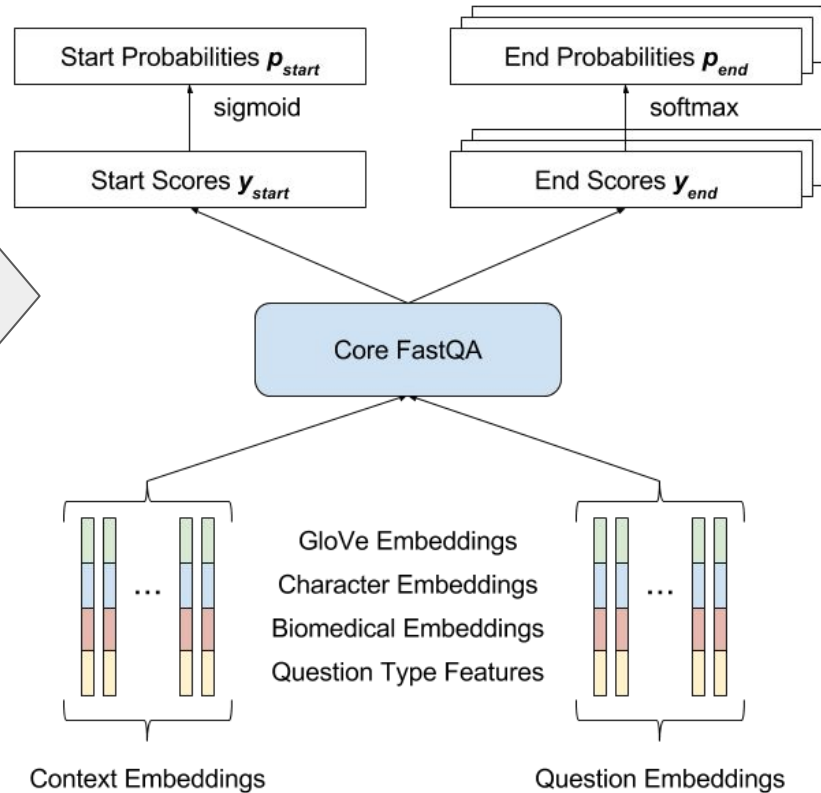 Start Probabilities p_start
End Probabilities p_end
sigmoid
softmax
Start Scores y_start
End Scores y_end
Core FastQA
GloVe Embeddings
Character Embeddings
... ...
Biomedical Embeddings
Question Type Features
Context Embeddings
Question Embeddings